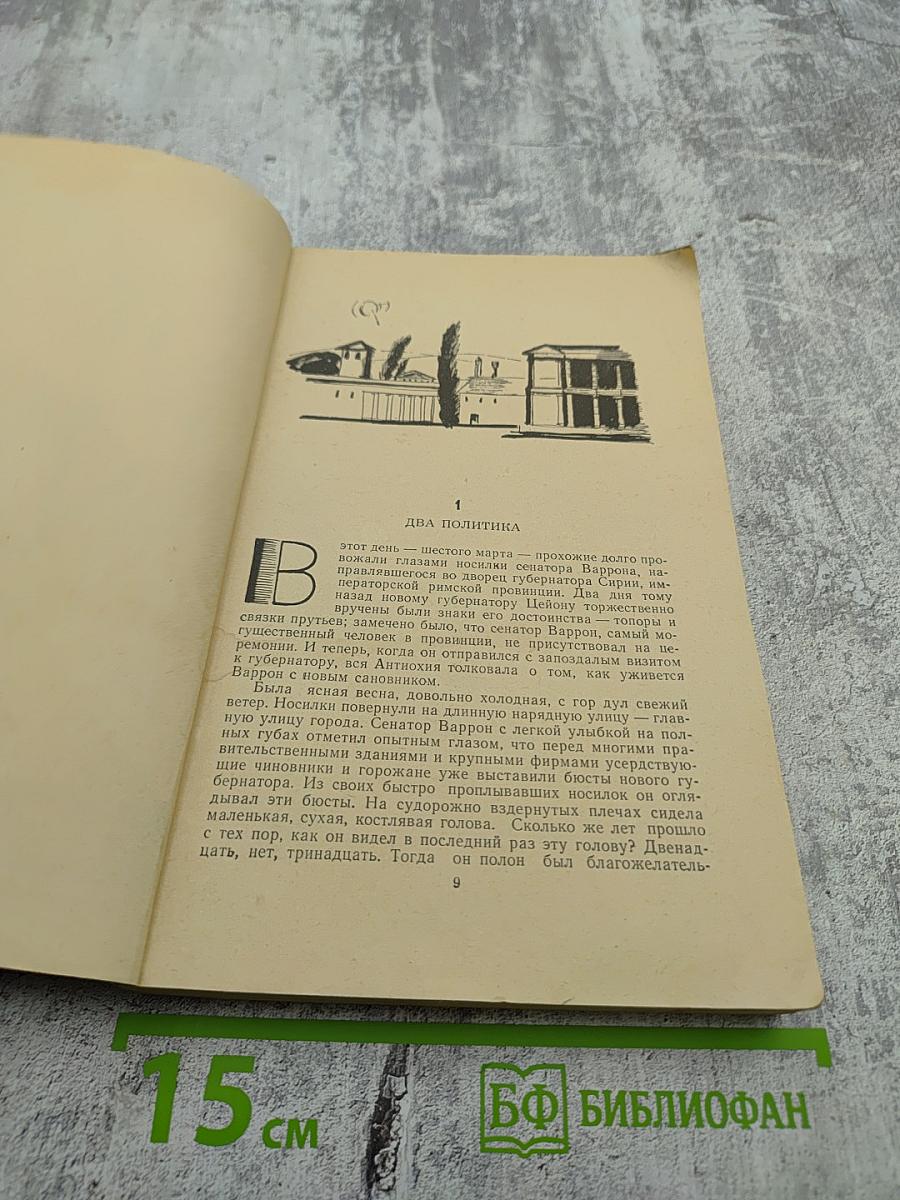 1
ДВА ПОЛИТИКА
В этот день — шестого марта — прохожие долго про-
вожали глазами носилки сенатора Варрона, на-
правлявшегося во дворец губернатора Сирии, им-
ператорской римской провинции. Два дня тому
назад новому губернатору Цейону торжественно
вручены были знаки его достоинства — топоры и
связки прутьев; замечено было, что сенатор Варрон, самый мо-
гущественный человек в провинции, не присутствовал на це-
ремонии. И теперь, когда он отправился с запоздалым визитом
к губернатору, вся Антиохия толковала о том, как уживется
Варрон с новым сановником.
Была ясная весна, довольно холодная, с гор дул свежий
ветер. Носилки повернули на длинную нарядную улицу — глав-
ную улицу города. Сенатор Варрон с легкой улыбкой на пол-
ных губах отметил опытным глазом, что перед многими пра-
вительственными зданиями и крупными фирмами усердствую-
щие чиновники и горожане уже выставили бюсты нового гу-
бернатора. Из своих быстро проплывавших носилок он огля-
дывал эти бюсты. На судорожно вздернутых плечах сидела
маленькая, сухая, костлявая голова. Сколько же лет прошло
с тех пор, как он видел в последний раз эту голову? Двенад-
цать, нет, тринадцать. Тогда он полон был благожелатель-
9
15 см
БФ БИБЛИОФАН